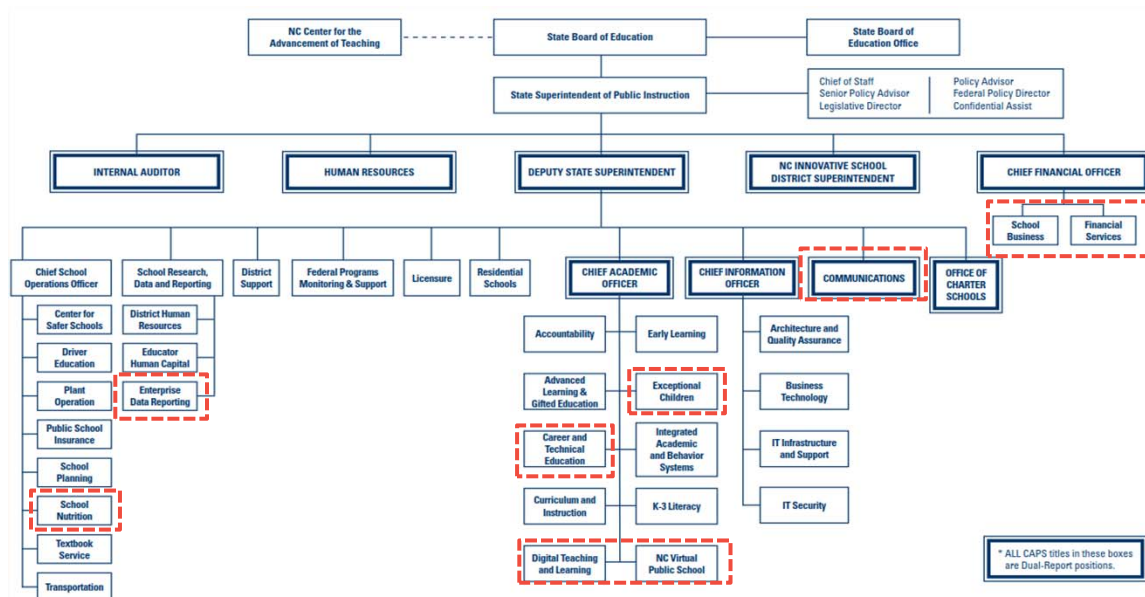 NC Center for the
Advancement of Teaching
State Board of Education
State Board of
Education Office
State Superintendent of Public Instruction
Chief of Staff
Senior Policy Advisor
Legislative Director
Policy Advisor
Federal Policy Director
Confidential Assist
INTERNAL AUDITOR
HUMAN RESOURCES
DEPUTY STATE SUPERINTENDENT
NC INNOVATIVE SCHOOL
DISTRICT SUPERINTENDENT
CHIEF FINANCIAL OFFICER
School
Business
Financial
Services
Chief School
Operations Officer
School Research,
Data and Reporting
District
Support
Federal Programs
Monitoring & Support
Licensure
Residential
Schools
CHIEF ACADEMIC
OFFICER
CHIEF INFORMATION
OFFICER
COMMUNICATIONS
OFFICE OF
CHARTER
SCHOOLS
Center for
Safer Schools
Driver
Education
Plant
Operation
Public School
Insurance
School
Planning
School
Nutrition
Textbook
Service
Transportation
District Human
Resources
Educator
Human Capital
Enterprise
Data Reporting
Accountability
Early Learning
Advanced
Learning &
Gifted Education
Exceptional
Children
Career and
Technical
Education
Integrated
Academic
and Behavior
Systems
Curriculum and
Instruction
K-3 Literacy
Digital Teaching
and Learning
NC Virtual
Public School
Architecture and
Quality Assurance
Business
Technology
IT Infrastructure
and Support
IT Security
* ALL CAPS titles in these boxes
are Dual-Report positions.